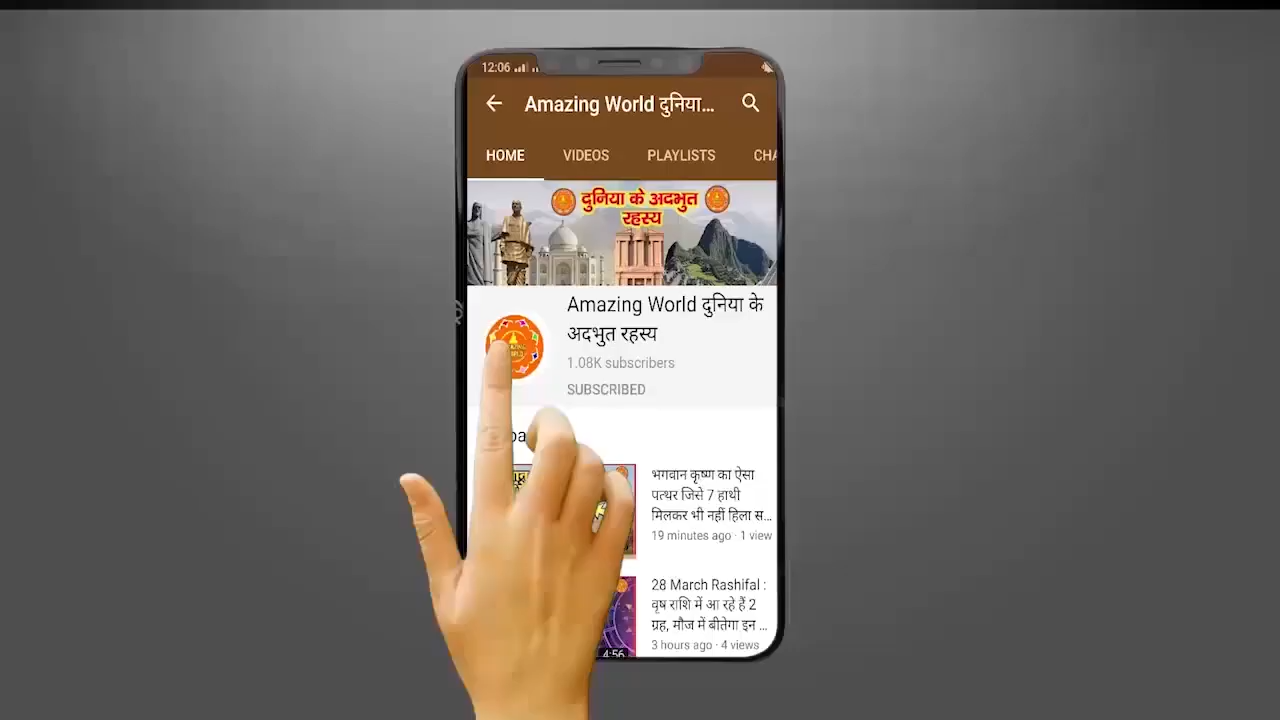 12:06
Amazing World दुनिया...
HOME VIDEOS PLAYLISTS CHA
दुनिया के अदभुत
रहस्य
Amazing World दुनिया के
अदभुत रहस्य
1.08K subscribers
SUBSCRIBED
भगवान कृष्ण का ऐसा
पत्थर जिसे 7 हाथी
मिलकर भी नहीं हिला स...
19 minutes ago · 1 view
28 March Rashifal :
वृष राशि में आ रहे हैं 2
ग्रह, मौज में बीतेगा इन ...
3 hours ago · 4 views
4:56